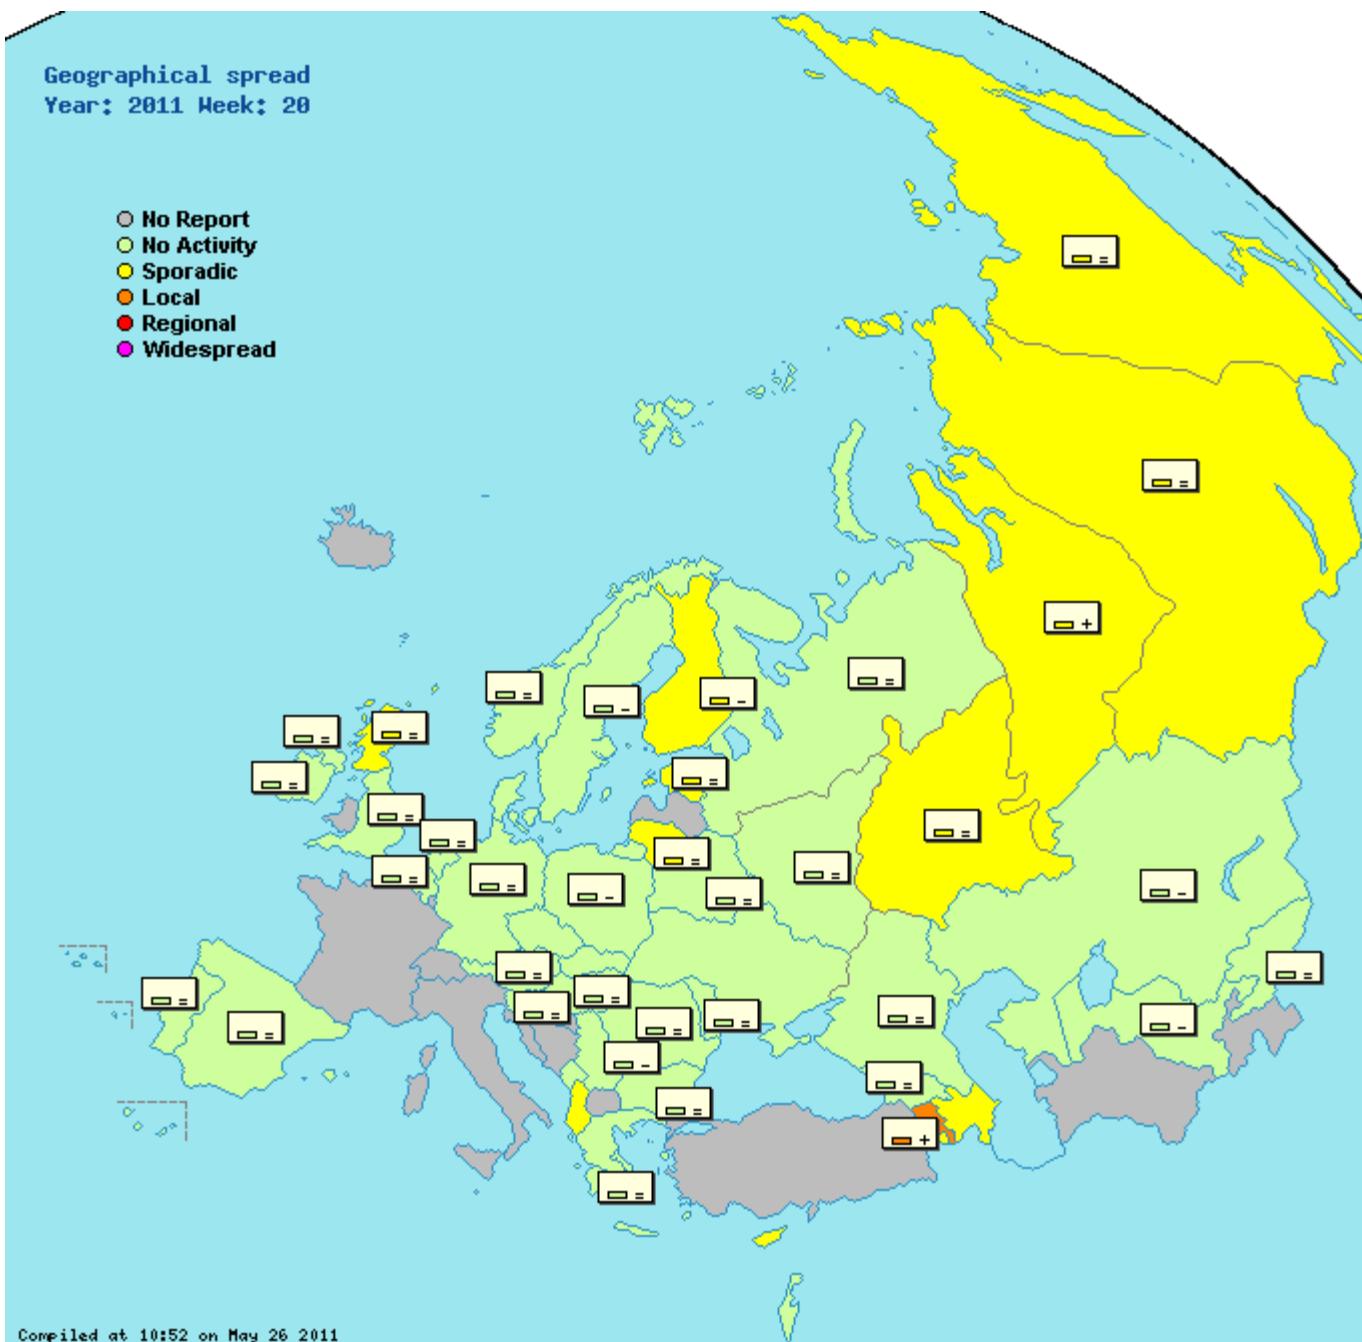 Geographical spread
Year: 2011 Week: 20
No Report
No Activity
Sporadic
Local
Regional
Widespread
Compiled at 10:52 on May 26 2011